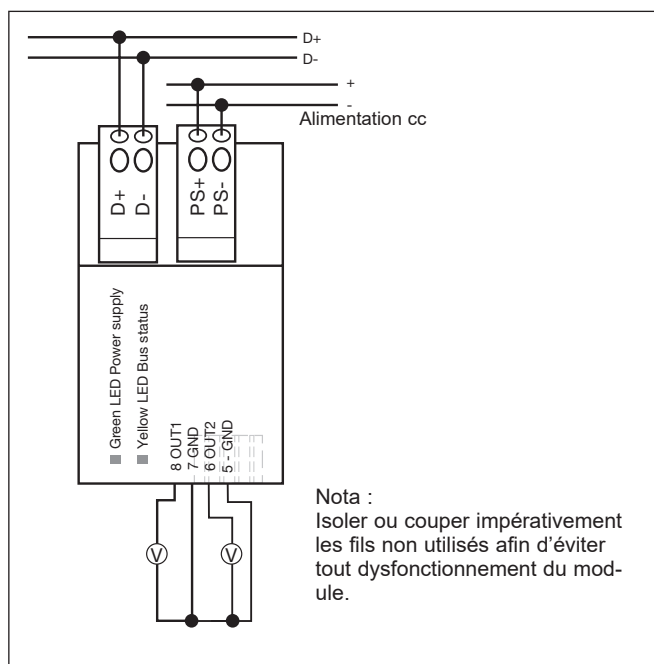 D+
D-
+
-
Alimentation cc
D+
D-
PS+
PS-
Green LED Power supply
Yellow LED Bus status
8 OUT1
7 GND
6 OUT2
5 - GND
V
V
Nota :
Isoler ou couper impérativement
les fils non utilisés afin d’éviter
tout dysfonctionnement du mod-
ule.